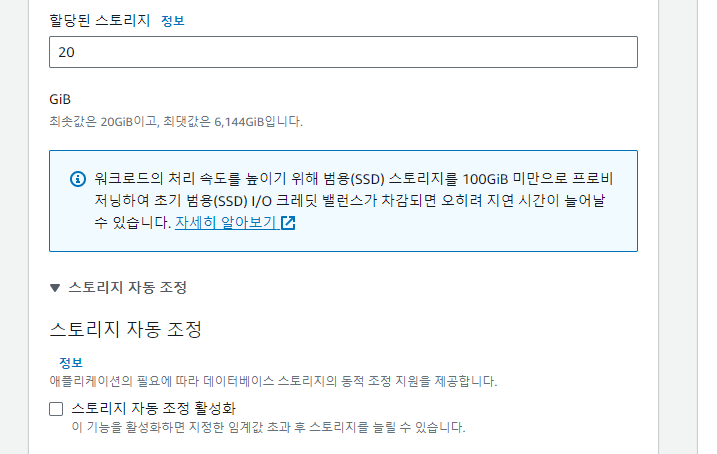 할당된 스토리지 정보
20
GiB
최솟값은 20GiB이고, 최댓값은 6,144GiB입니다.
워크로드의 처리 속도를 높이기 위해 범용(SSD) 스토리지를 100GiB 미만으로 프로비
저닝하여 초기 범용(SSD) I/O 크레딧 밸런스가 차감되면 오히려 지연 시간이 늘어날
수 있습니다. 자세히 알아보기
스토리지 자동 조정
스토리지 자동 조정
정보
애플리케이션의 필요에 따라 데이터베이스 스토리지의 동적 조정 지원을 제공합니다.
스토리지 자동 조정 활성화
이 기능을 활성화하면 지정한 임계값 초과 후 스토리지를 늘릴 수 있습니다.